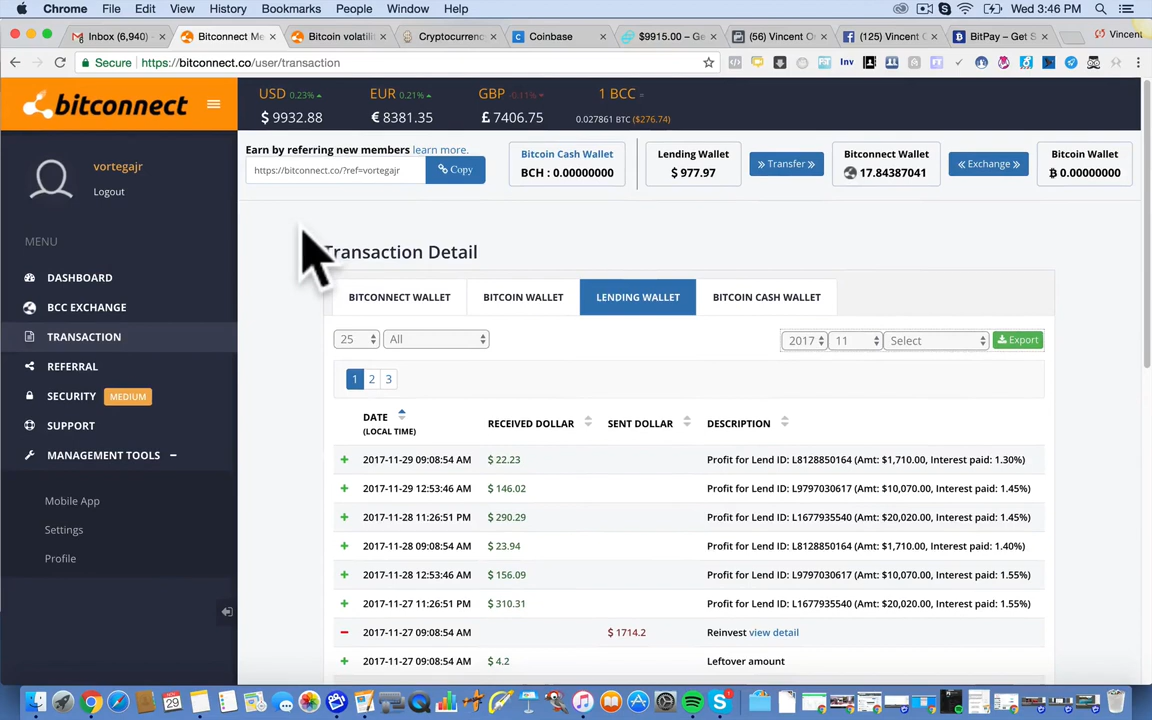 Chrome File Edit View History Bookmarks People Window Help Wed 3:46 PM
Inbox (6,940) Bitconnect Me Bitcoin volatilit Cryptocurrenc Coinbase $9915.00 – Ge (56) Vincent O (125) Vincent C BitPay – Get S Vincent
Secure https://bitconnect.co/user/transaction Inv
bitconnect
USD 0.23% EUR 0.21% GBP 0.11% 1 BCC =
$ 9932.88 € 8381.35 £ 7406.75 0.027861 BTC ($276.74)
Earn by referring new members learn more.
https://bitconnect.co/?ref=vortegajr Copy
Bitcoin Cash Wallet
BCH : 0.00000000
Lending Wallet
$ 977.97
Transfer
Bitconnect Wallet
17.84387041
Exchange
Bitcoin Wallet
0.00000000
vortegajr
Logout
MENU
DASHBOARD
BCC EXCHANGE
TRANSACTION
REFERRAL
SECURITY MEDIUM
SUPPORT
MANAGEMENT TOOLS
Mobile App
Settings
Profile
Transaction Detail
BITCONNECT WALLET BITCOIN WALLET LENDING WALLET BITCOIN CASH WALLET
25 All 2017 11 Select Export
1 2 3
DATE
(LOCAL TIME)
RECEIVED DOLLAR SENT DOLLAR DESCRIPTION
2017-11-29 09:08:54 AM $ 22.23 Profit for Lend ID: L8128850164 (Amt: $1,710.00, Interest paid: 1.30%)
2017-11-29 12:53:46 AM $ 146.02 Profit for Lend ID: L9797030617 (Amt: $10,070.00, Interest paid: 1.45%)
2017-11-28 11:26:51 PM $ 290.29 Profit for Lend ID: L1677935540 (Amt: $20,020.00, Interest paid: 1.45%)
2017-11-28 09:08:54 AM $ 23.94 Profit for Lend ID: L8128850164 (Amt: $1,710.00, Interest paid: 1.40%)
2017-11-28 12:53:46 AM $ 156.09 Profit for Lend ID: L9797030617 (Amt: $10,070.00, Interest paid: 1.55%)
2017-11-27 11:26:51 PM $ 310.31 Profit for Lend ID: L1677935540 (Amt: $20,020.00, Interest paid: 1.55%)
2017-11-27 09:08:54 AM $ 1714.2 Reinvest view detail
2017-11-27 09:08:54 AM $ 4.2 Leftover amount